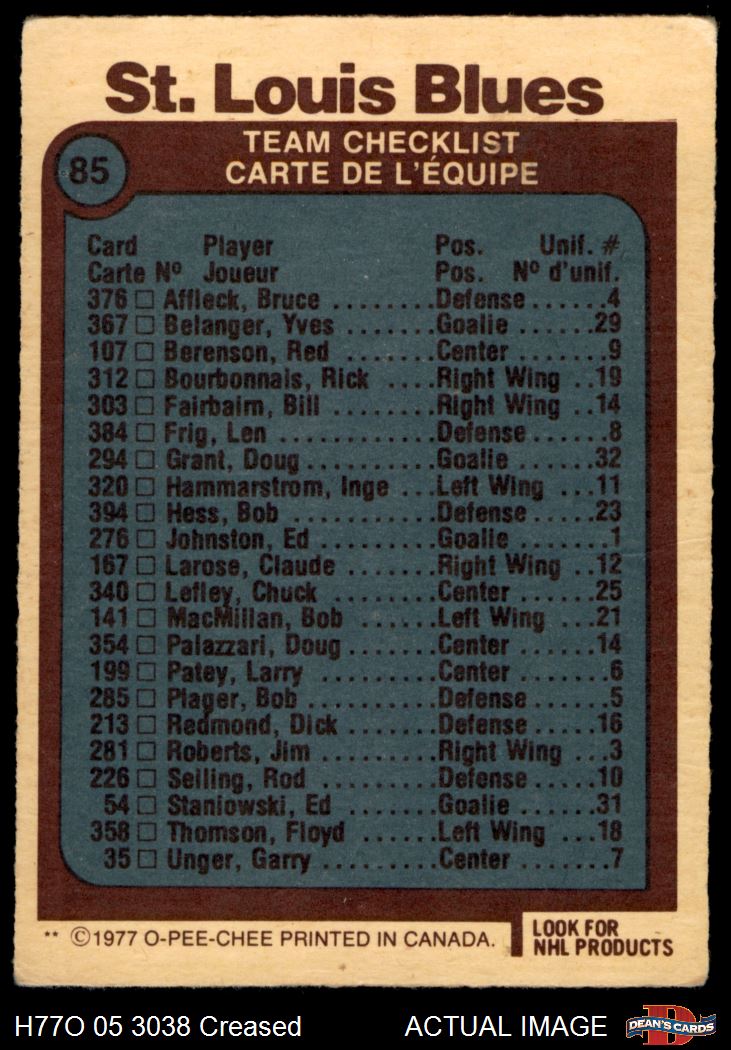 St. Louis Blues
85
TEAM CHECKLIST
CARTE DE L'ÉQUIPE
Card Player Pos. Unif. #
Carte Nº Joueur Pos. Nº d'unif.
376 □ Affleck, Bruce ........Defense......4
367 □ Belanger, Yves ........Goalie ......29
107 □ Berenson, Red .......Center.......9
312 □ Bourbonnais, Rick ....Right Wing ..19
303 □ Fairbairn, Bill ........Right Wing ..14
384 □ Frig, Len ............Defense......8
294 □ Grant, Doug..........Goalie ......32
320 □ Hammarstrom, Inge ...Left Wing ...11
394 □ Hess, Bob ...........Defense.....23
276 □ Johnston, Ed .........Goalie .......1
167 □ Larose, Claude .......Right Wing ..12
340 □ Lefley, Chuck ........Center ......25
141 □ MacMillan, Bob ......Left Wing ...21
354 □ Palazzari, Doug.......Center ......14
199 □ Patey, Larry .........Center .......6
285 □ Plager, Bob ..........Defense......5
213 □ Redmond, Dick .......Defense.....16
281 □ Roberts, Jim .........Right Wing ...3
226 □ Seiling, Rod .........Defense.....10
54 □ Staniowski, Ed .......Goalie ......31
358 □ Thomson, Floyd ......Left Wing ...18
35 □ Unger, Garry .........Center .......7
** ©1977 O-PEE-CHEE PRINTED IN CANADA.
LOOK FOR
NHL PRODUCTS
H77O 05 3038 Creased ACTUAL IMAGE
DEAN'S CARDS